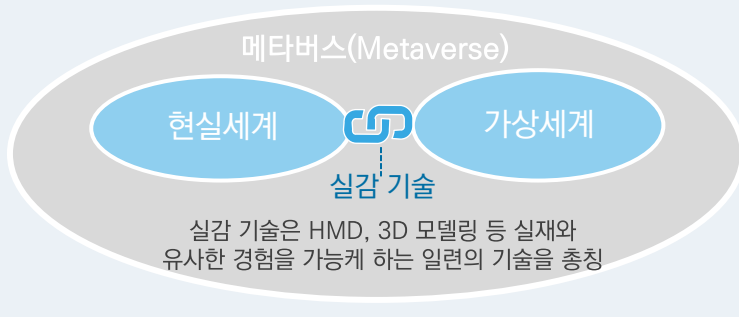 메타버스(Metaverse)
현실세계
가상세계
실감 기술
실감 기술은 HMD, 3D 모델링 등 실재와
유사한 경험을 가능케 하는 일련의 기술을 총칭